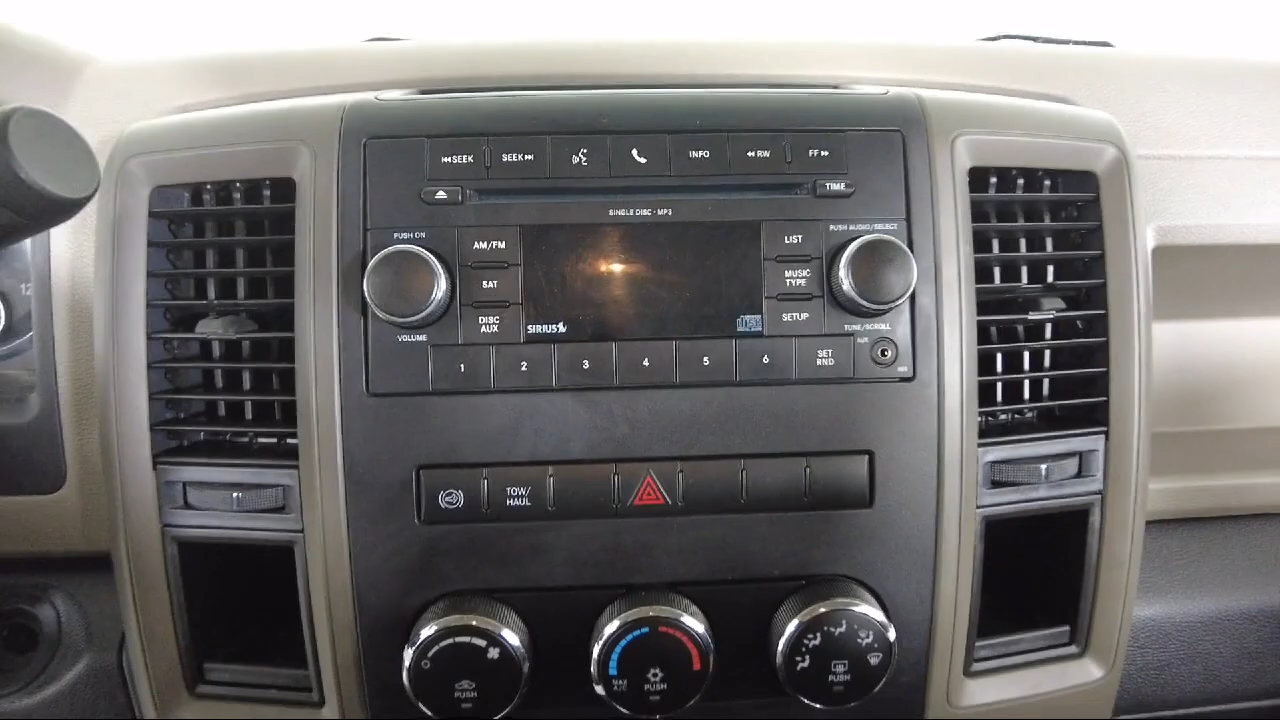 SEEK
SEEK
INFO
RW
FF
TIME
SINGLE DISC • MP3
PUSH ON
PUSH AUDIO/SELECT
AM/FM
LIST
SAT
MUSIC
TYPE
DISC
AUX
SETUP
SIRIUS
VOLUME
TUNE/SCROLL
AUX
1
2
3
4
5
6
SET
RND
12
TOW/
HAUL
MAX
A/C
PUSH
PUSH
PUSH